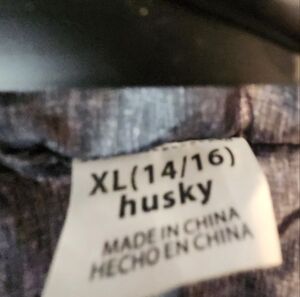 XL(14/16)
husky
MADE IN CHINA
HECHO EN CHINA